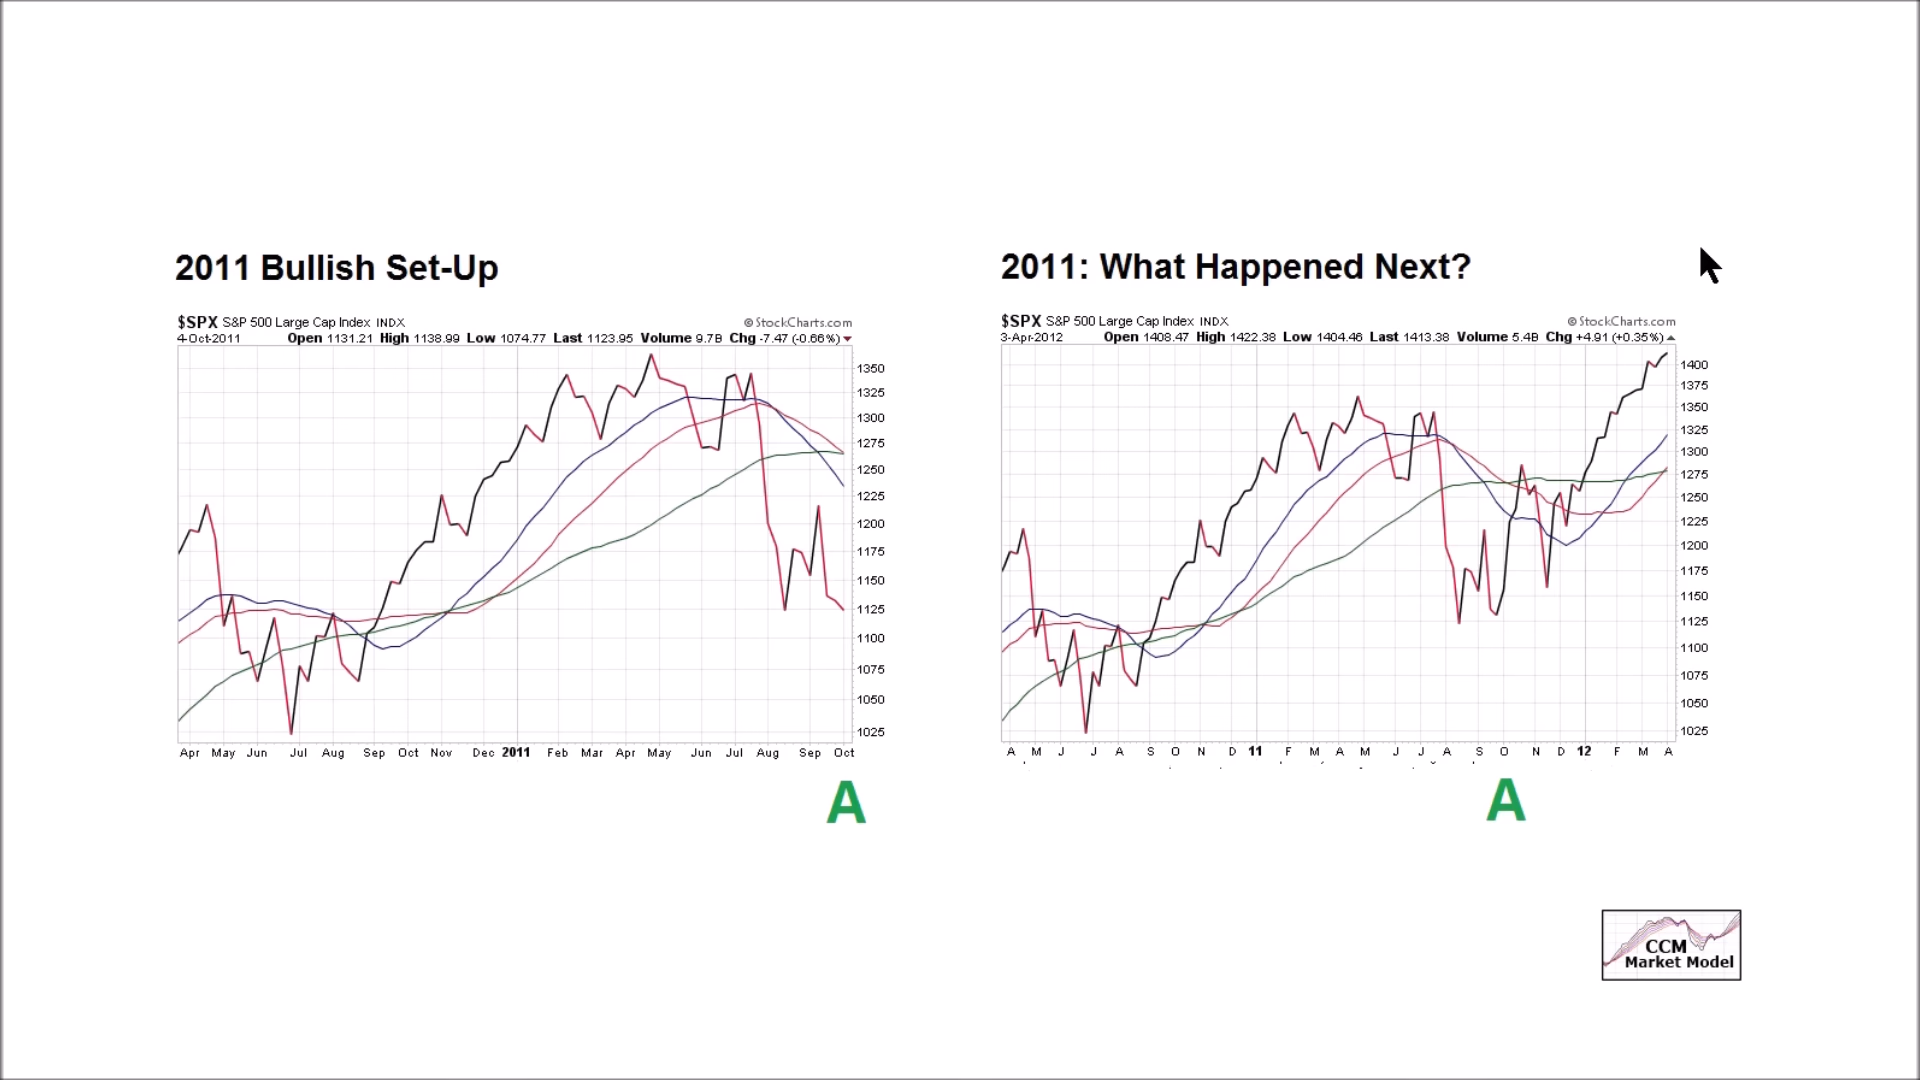 2011 Bullish Set-Up
$SPX S&P 500 Large Cap Index INDX
© StockCharts.com
4-Oct-2011
Open 1131.21 High 1138.99 Low 1074.77 Last 1123.95 Volume 9.7B Chg -7.47 (-0.66%)
1350
1325
1300
1275
1250
1225
1200
1175
1150
1125
1100
1075
1050
1025
Apr May Jun Jul Aug Sep Oct Nov Dec 2011 Feb Mar Apr May Jun Jul Aug Sep Oct
A
2011: What Happened Next?
$SPX S&P 500 Large Cap Index INDX
© StockCharts.com
3-Apr-2012
Open 1408.47 High 1422.38 Low 1404.46 Last 1413.38 Volume 5.4B Chg +4.91 (+0.35%)
1400
1375
1350
1325
1300
1275
1250
1225
1200
1175
1150
1125
1100
1075
1050
1025
A M J J A S O N D 11 F M A M J J A S O N D 12 F M A
A
CCM
Market Model